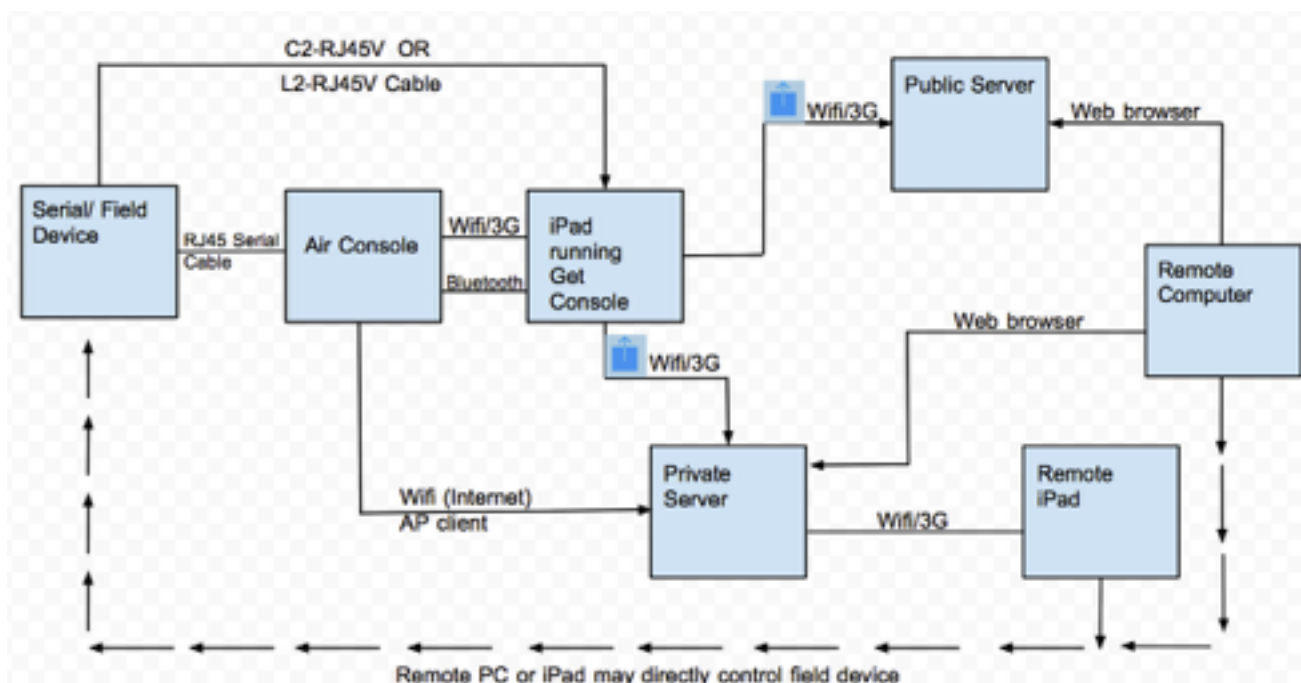 C2-RJ45V OR
L2-RJ45V Cable
Wifi/3G
Public Server
Web browser
Serial/ Field
Device
RJ45 Serial
Cable
Air Console
Wifi/3G
Bluetooth
iPad
running
Get
Console
Remote
Computer
Web browser
Wifi/3G
Private
Server
Remote
iPad
Wifi (Internet)
AP client
Wifi/3G
Remote PC or iPad may directly control field device